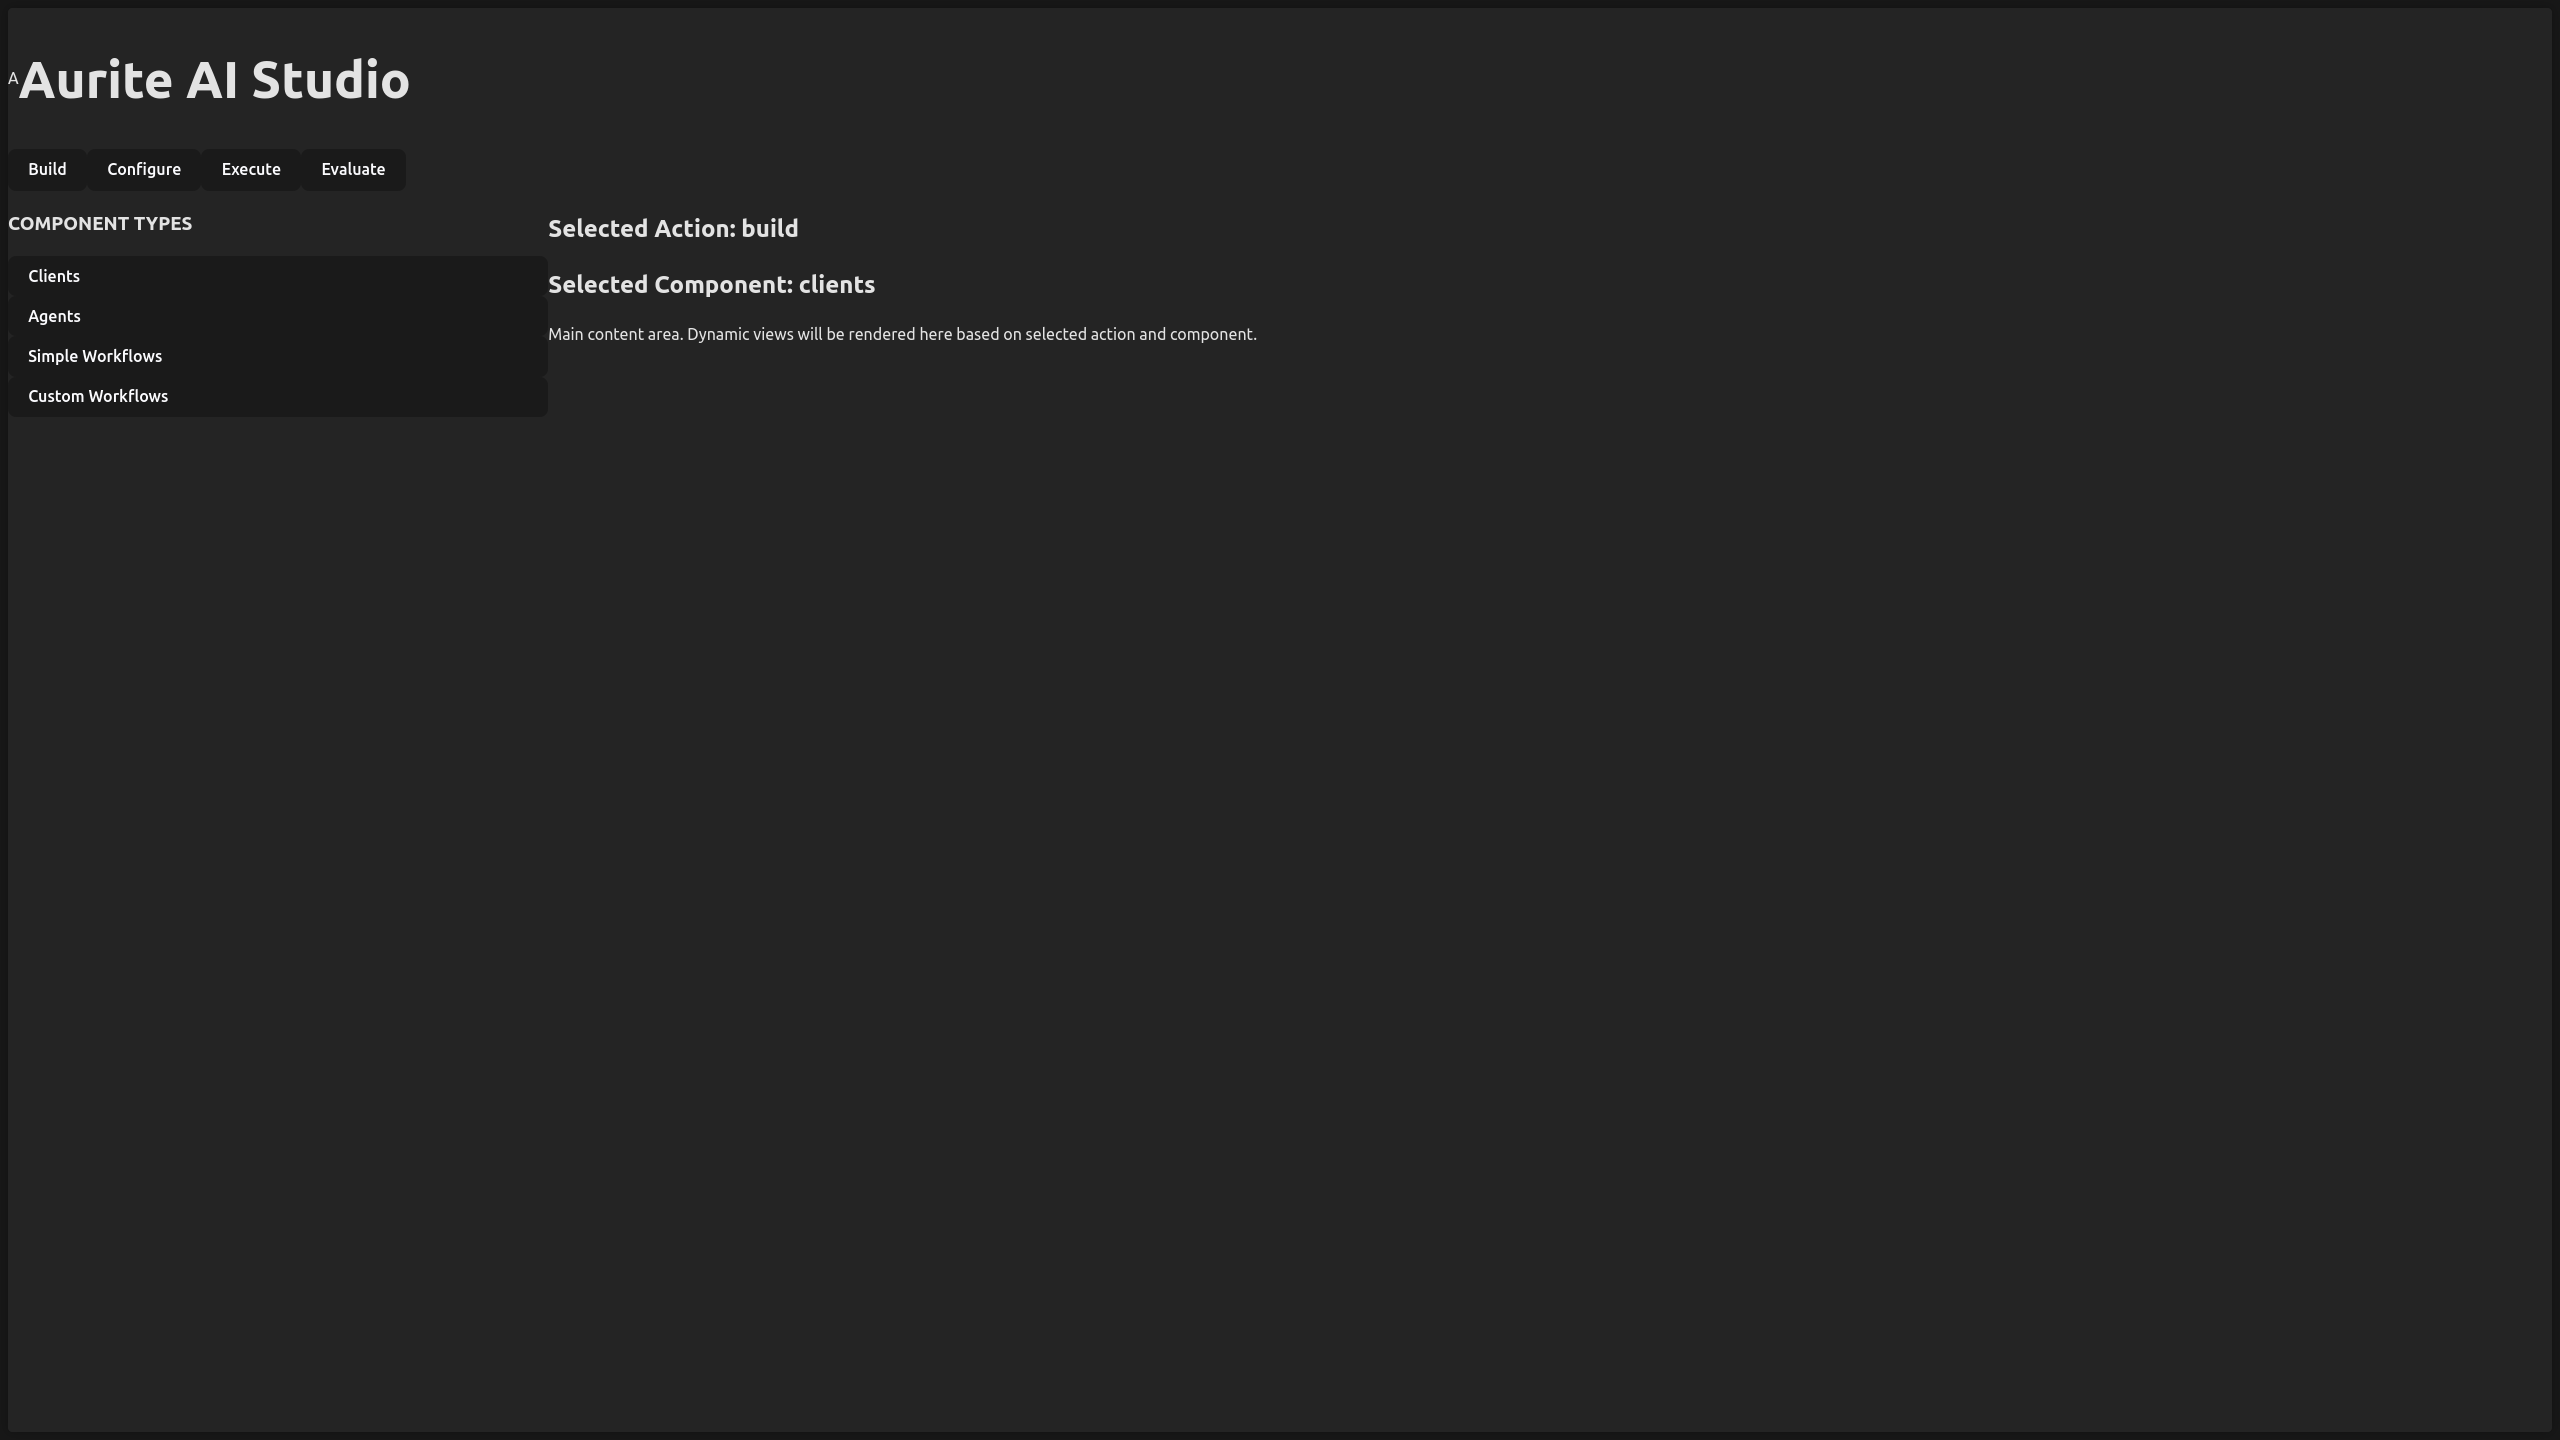 A Aurite AI Studio
Build Configure Execute Evaluate
COMPONENT TYPES
Clients
Agents
Simple Workflows
Custom Workflows
Selected Action: build
Selected Component: clients
Main content area. Dynamic views will be rendered here based on selected action and component.